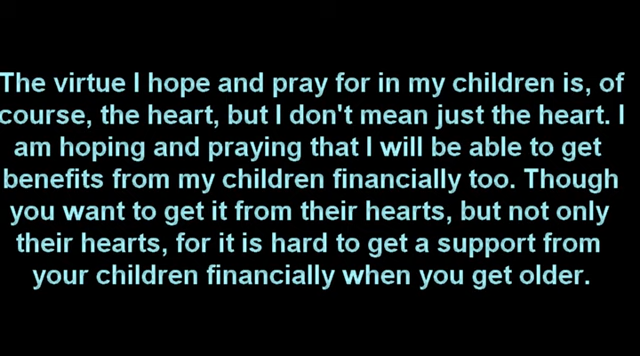 The virtue I hope and pray for in my children is, of
course, the heart, but I don't mean just the heart. I
am hoping and praying that I will be able to get
benefits from my children financially too. Though
you want to get it from their hearts, but not only
their hearts, for it is hard to get a support from
your children financially when you get older.